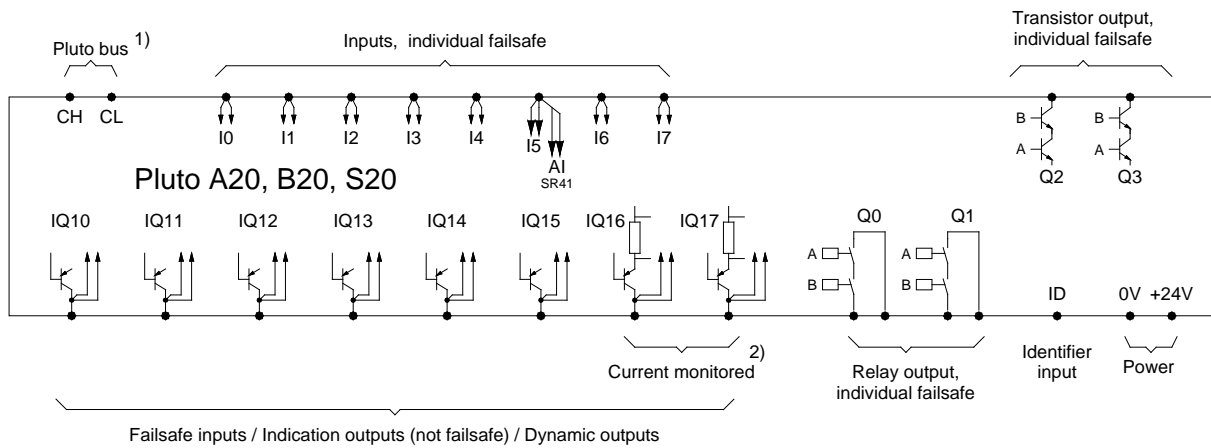 Pluto bus 1)
Inputs, individual failsafe
Transistor output,
individual failsafe
CH CL
I0 I1 I2 I3 I4 I5 I6 I7
AI
SR41
B B
A A
Q2 Q3
Pluto A20, B20, S20
IQ10 IQ11 IQ12 IQ13 IQ14 IQ15 IQ16 IQ17 Q0 Q1
A A
B B
ID 0V +24V
Current monitored 2)
Relay output,
individual failsafe
Identifier
input
Power
Failsafe inputs / Indication outputs (not failsafe) / Dynamic outputs